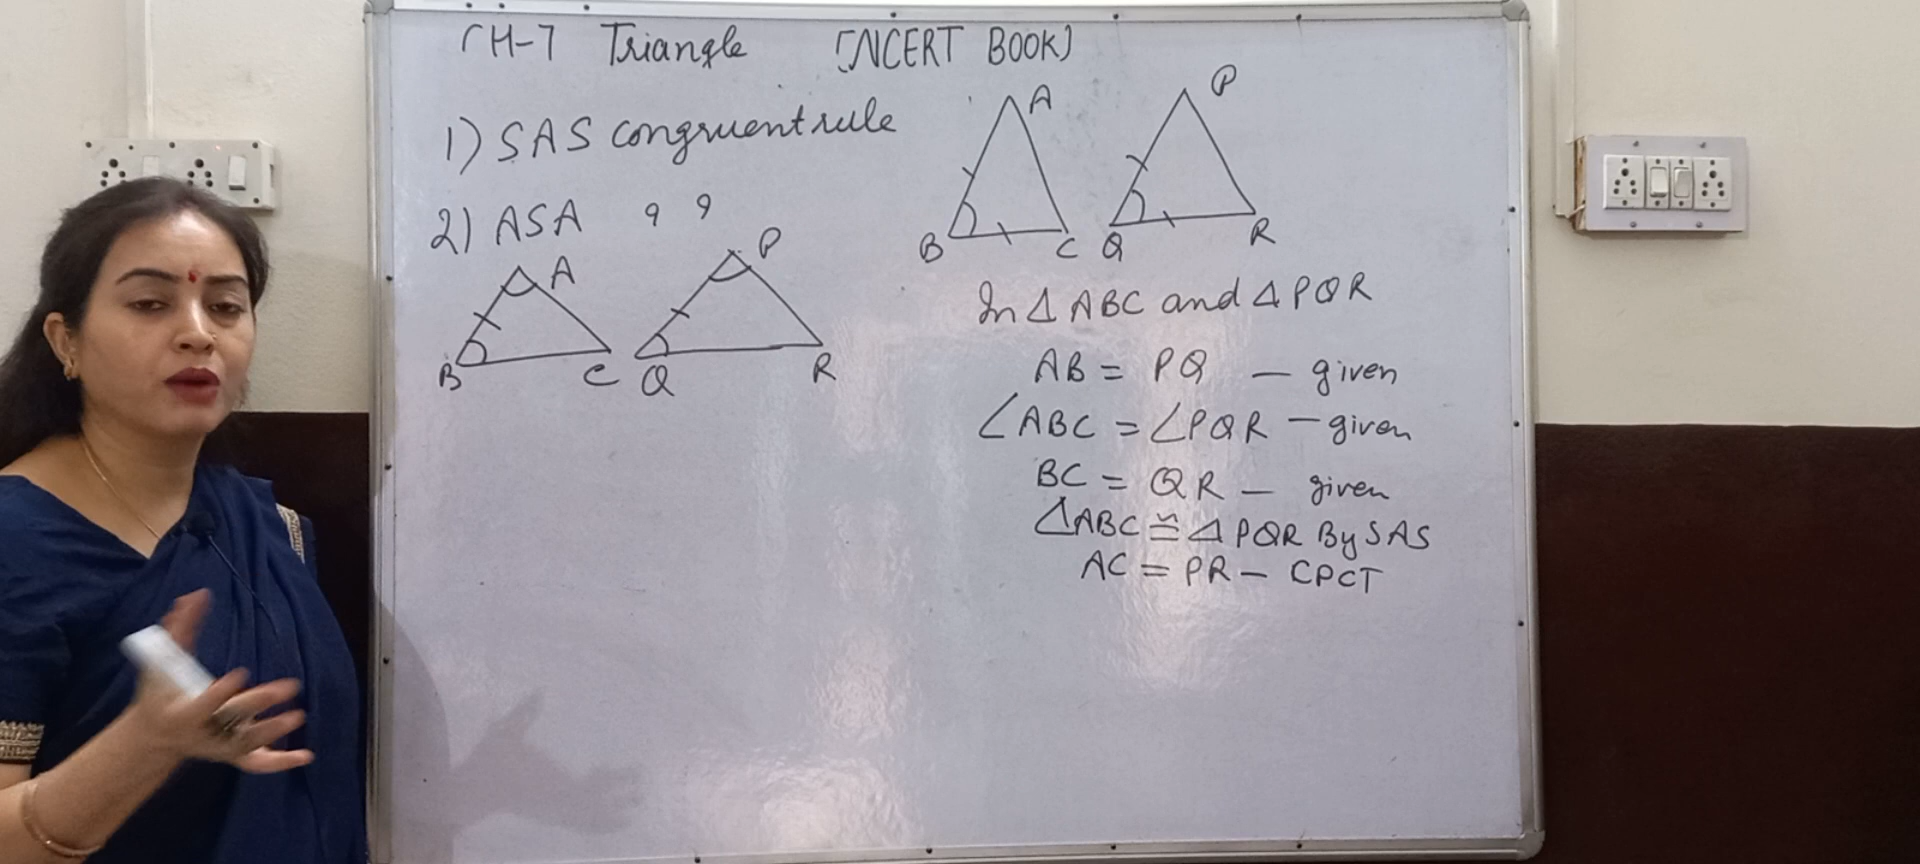 CH-7 Triangle [NCERT BOOK]
1) SAS congruent rule
A
P
B
C
Q
R
2) ASA " "
A
P
B
C
Q
R
In Δ ABC and Δ PQR
AB = PQ — given
∠ABC = ∠PQR — given
BC = QR — given
ΔABC ≅ Δ PQR By SAS
AC = PR — CPCT